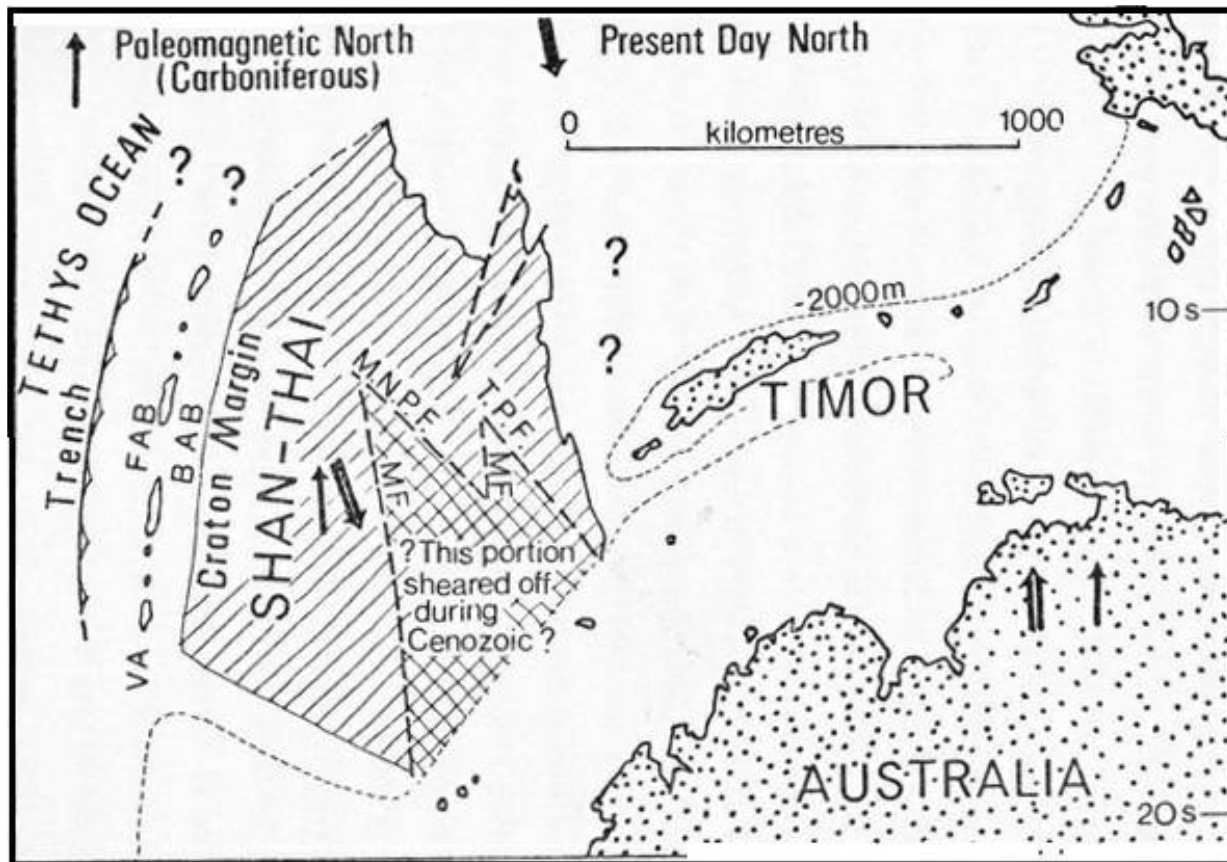 Paleomagnetic North
(Carboniferous)
Present Day North
0 kilometres 1000
TETHYS OCEAN
Trench
?
?
FAB
BAB
VA
Craton Margin
SHAN-THAI
MNPF
TPF
MF
MF
?
?
-2000m
10s
TIMOR
? This portion
sheared off
during
Cenozoic ?
AUSTRALIA
20s